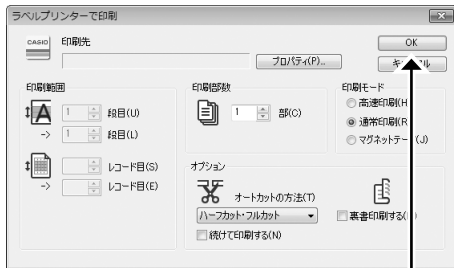 ラベルプリンターで印刷
CASIO 印刷先
プロパティ(P)...
OK
印刷範囲
1 段目(U)
-> 1 段目(L)
レコード目(S)
-> レコード目(E)
印刷部数
1 部(C)
印刷モード
高速印刷(H
通常印刷(R
マグネットテー (J)
オプション
オートカットの方法(T)
ハーフカット・フルカット
続けて印刷する(N)
裏書印刷する(